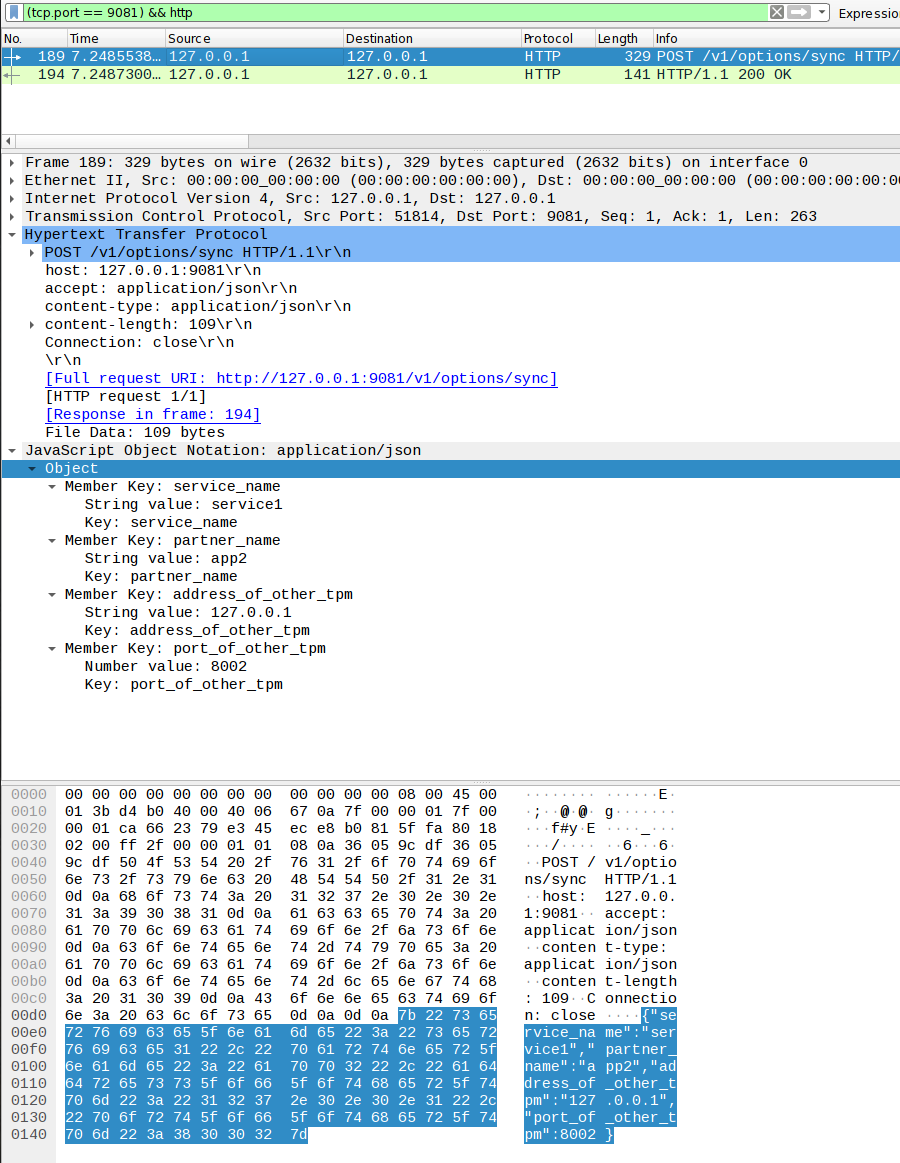 (tcp.port == 9081) && http Expressio
No. Time Source Destination Protocol Length Info
189 7.2485538… 127.0.0.1 127.0.0.1 HTTP 329 POST /v1/options/sync HTTP/
194 7.2487300… 127.0.0.1 127.0.0.1 HTTP 141 HTTP/1.1 200 OK
Frame 189: 329 bytes on wire (2632 bits), 329 bytes captured (2632 bits) on interface 0
Ethernet II, Src: 00:00:00_00:00:00 (00:00:00:00:00:00), Dst: 00:00:00_00:00:00 (00:00:00:00:00:0
Internet Protocol Version 4, Src: 127.0.0.1, Dst: 127.0.0.1
Transmission Control Protocol, Src Port: 51814, Dst Port: 9081, Seq: 1, Ack: 1, Len: 263
Hypertext Transfer Protocol
POST /v1/options/sync HTTP/1.1\r\n
host: 127.0.0.1:9081\r\n
accept: application/json\r\n
content-type: application/json\r\n
content-length: 109\r\n
Connection: close\r\n
\r\n
[Full request URI: http://127.0.0.1:9081/v1/options/sync]
[HTTP request 1/1]
[Response in frame: 194]
File Data: 109 bytes
JavaScript Object Notation: application/json
Object
Member Key: service_name
String value: service1
Key: service_name
Member Key: partner_name
String value: app2
Key: partner_name
Member Key: address_of_other_tpm
String value: 127.0.0.1
Key: address_of_other_tpm
Member Key: port_of_other_tpm
Number value: 8002
Key: port_of_other_tpm
0000 00 00 00 00 00 00 00 00 00 00 00 00 08 00 45 00 ········ ······E·
0010 01 3b d4 b0 40 00 40 06 67 0a 7f 00 00 01 7f 00 ·;··@·@· g·······
0020 00 01 ca 66 23 79 e3 45 ec e8 b0 81 5f fa 80 18 ···f#y·E ····_···
0030 02 00 ff 2f 00 00 01 01 08 0a 36 05 9c df 36 05 ···/···· ··6···6·
0040 9c df 50 4f 53 54 20 2f 76 31 2f 6f 70 74 69 6f ··POST / v1/optio
0050 6e 73 2f 73 79 6e 63 20 48 54 54 50 2f 31 2e 31 ns/sync HTTP/1.1
0060 0d 0a 68 6f 73 74 3a 20 31 32 37 2e 30 2e 30 2e ··host: 127.0.0.
0070 31 3a 39 30 38 31 0d 0a 61 63 63 65 70 74 3a 20 1:9081·· accept:
0080 61 70 70 6c 69 63 61 74 69 6f 6e 2f 6a 73 6f 6e applicat ion/json
0090 0d 0a 63 6f 6e 74 65 6e 74 2d 74 79 70 65 3a 20 ··conten t-type:
00a0 61 70 70 6c 69 63 61 74 69 6f 6e 2f 6a 73 6f 6e applicat ion/json
00b0 0d 0a 63 6f 6e 74 65 6e 74 2d 6c 65 6e 67 74 68 ··conten t-length
00c0 3a 20 31 30 39 0d 0a 43 6f 6e 6e 65 63 74 69 6f : 109··C onnectio
00d0 6e 3a 20 63 6c 6f 73 65 0d 0a 0d 0a 7b 22 73 65 n: close ····{"se
00e0 72 76 69 63 65 5f 6e 61 6d 65 22 3a 22 73 65 72 rvice_na me":"ser
00f0 76 69 63 65 31 22 2c 22 70 61 72 74 6e 65 72 5f vice1"," partner_
0100 6e 61 6d 65 22 3a 22 61 70 70 32 22 2c 22 61 64 name":"a pp2","ad
0110 64 72 65 73 73 5f 6f 66 5f 6f 74 68 65 72 5f 74 dress_of _other_t
0120 70 6d 22 3a 22 31 32 37 2e 30 2e 30 2e 31 22 2c pm":"127 .0.0.1",
0130 22 70 6f 72 74 5f 6f 66 5f 6f 74 68 65 72 5f 74 "port_of _other_t
0140 70 6d 22 3a 38 30 30 32 7d pm":8002 }